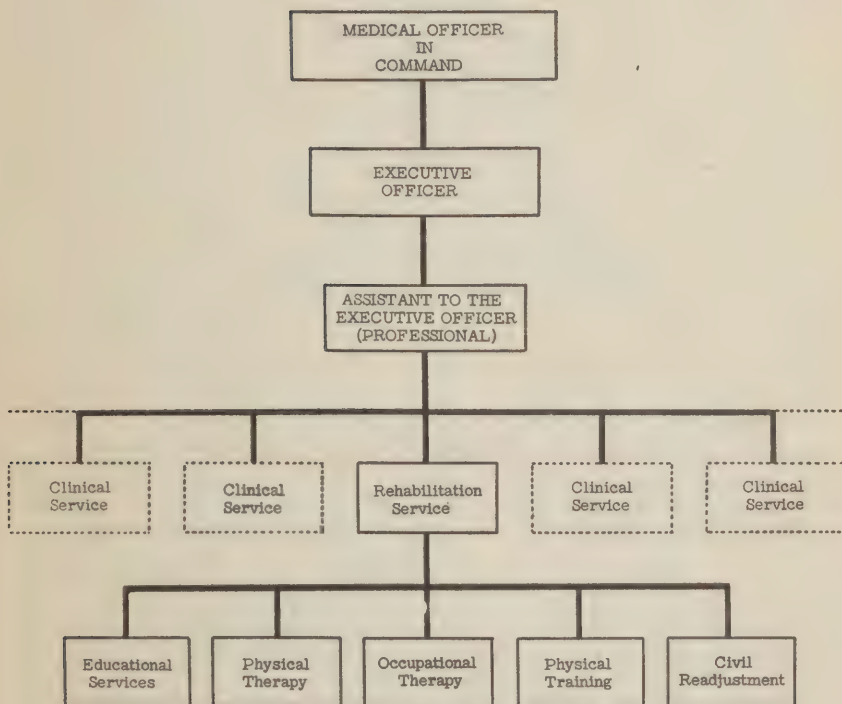 MEDICAL OFFICER
IN
COMMAND
EXECUTIVE
OFFICER
ASSISTANT TO THE
EXECUTIVE OFFICER
(PROFESSIONAL)
Clinical
Service
Clinical
Service
Rehabilitation
Service
Clinical
Service
Clinical
Service
Educational
Services
Physical
Therapy
Occupational
Therapy
Physical
Training
Civil
Readjustment